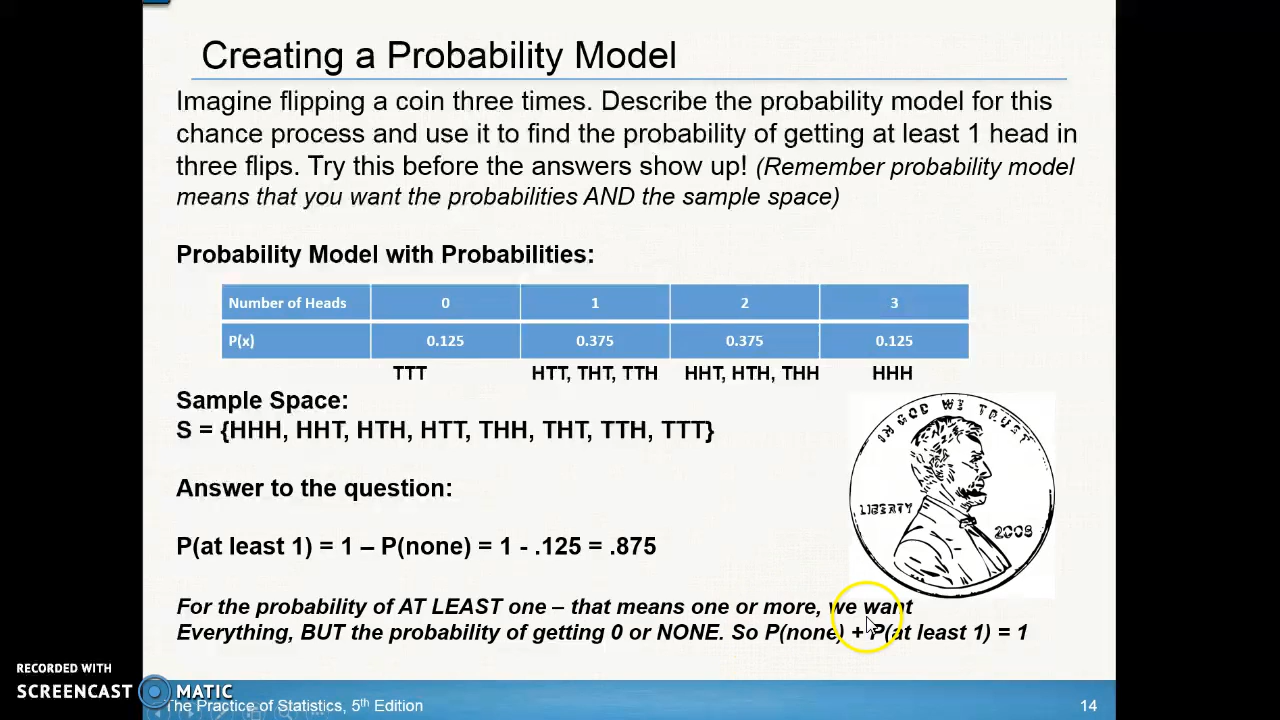 Creating a Probability Model
Imagine flipping a coin three times. Describe the probability model for this
chance process and use it to find the probability of getting at least 1 head in
three flips. Try this before the answers show up! (Remember probability model
means that you want the probabilities AND the sample space)
Probability Model with Probabilities:
Number of Heads 0 1 2 3
P(x) 0.125 0.375 0.375 0.125
TTT HTT, THT, TTH HHT, HTH, THH HHH
Sample Space:
S = {HHH, HHT, HTH, HTT, THH, THT, TTH, TTT}
IN GOD WE TRUST
LIBERTY
2008
Answer to the question:
P(at least 1) = 1 – P(none) = 1 - .125 = .875
For the probability of AT LEAST one – that means one or more, we want
Everything, BUT the probability of getting 0 or NONE. So P(none) + P(at least 1) = 1
RECORDED WITH
SCREENCAST MATIC
The Practice of Statistics, 5th Edition
14